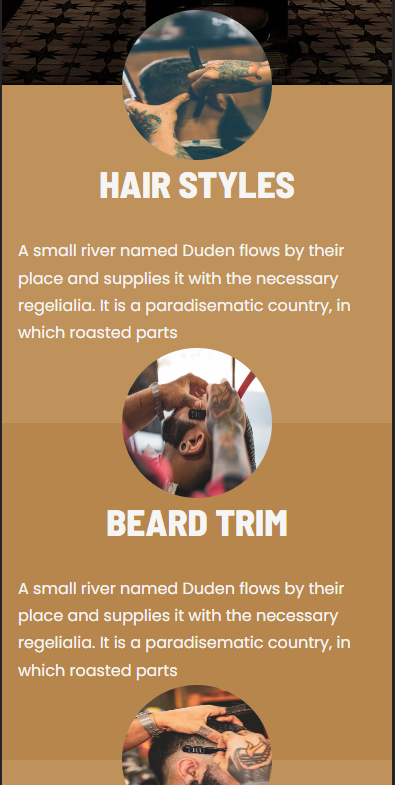 HAIR STYLES
A small river named Duden flows by their
place and supplies it with the necessary
regelialia. It is a paradisematic country, in
which roasted parts
BEARD TRIM
A small river named Duden flows by their
place and supplies it with the necessary
regelialia. It is a paradisematic country, in
which roasted parts